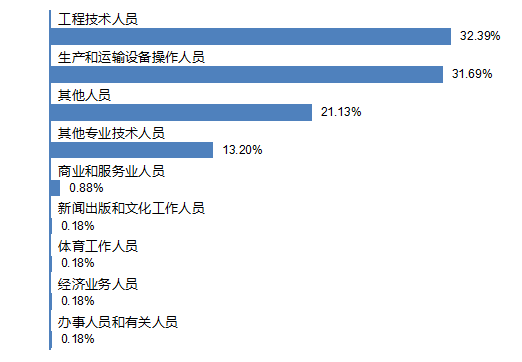 工程技术人员
32.39%
生产和运输设备操作人员
31.69%
其他人员
21.13%
其他专业技术人员
13.20%
商业和服务业人员
0.88%
新闻出版和文化工作人员
0.18%
体育工作人员
0.18%
经济业务人员
0.18%
办事人员和有关人员
0.18%